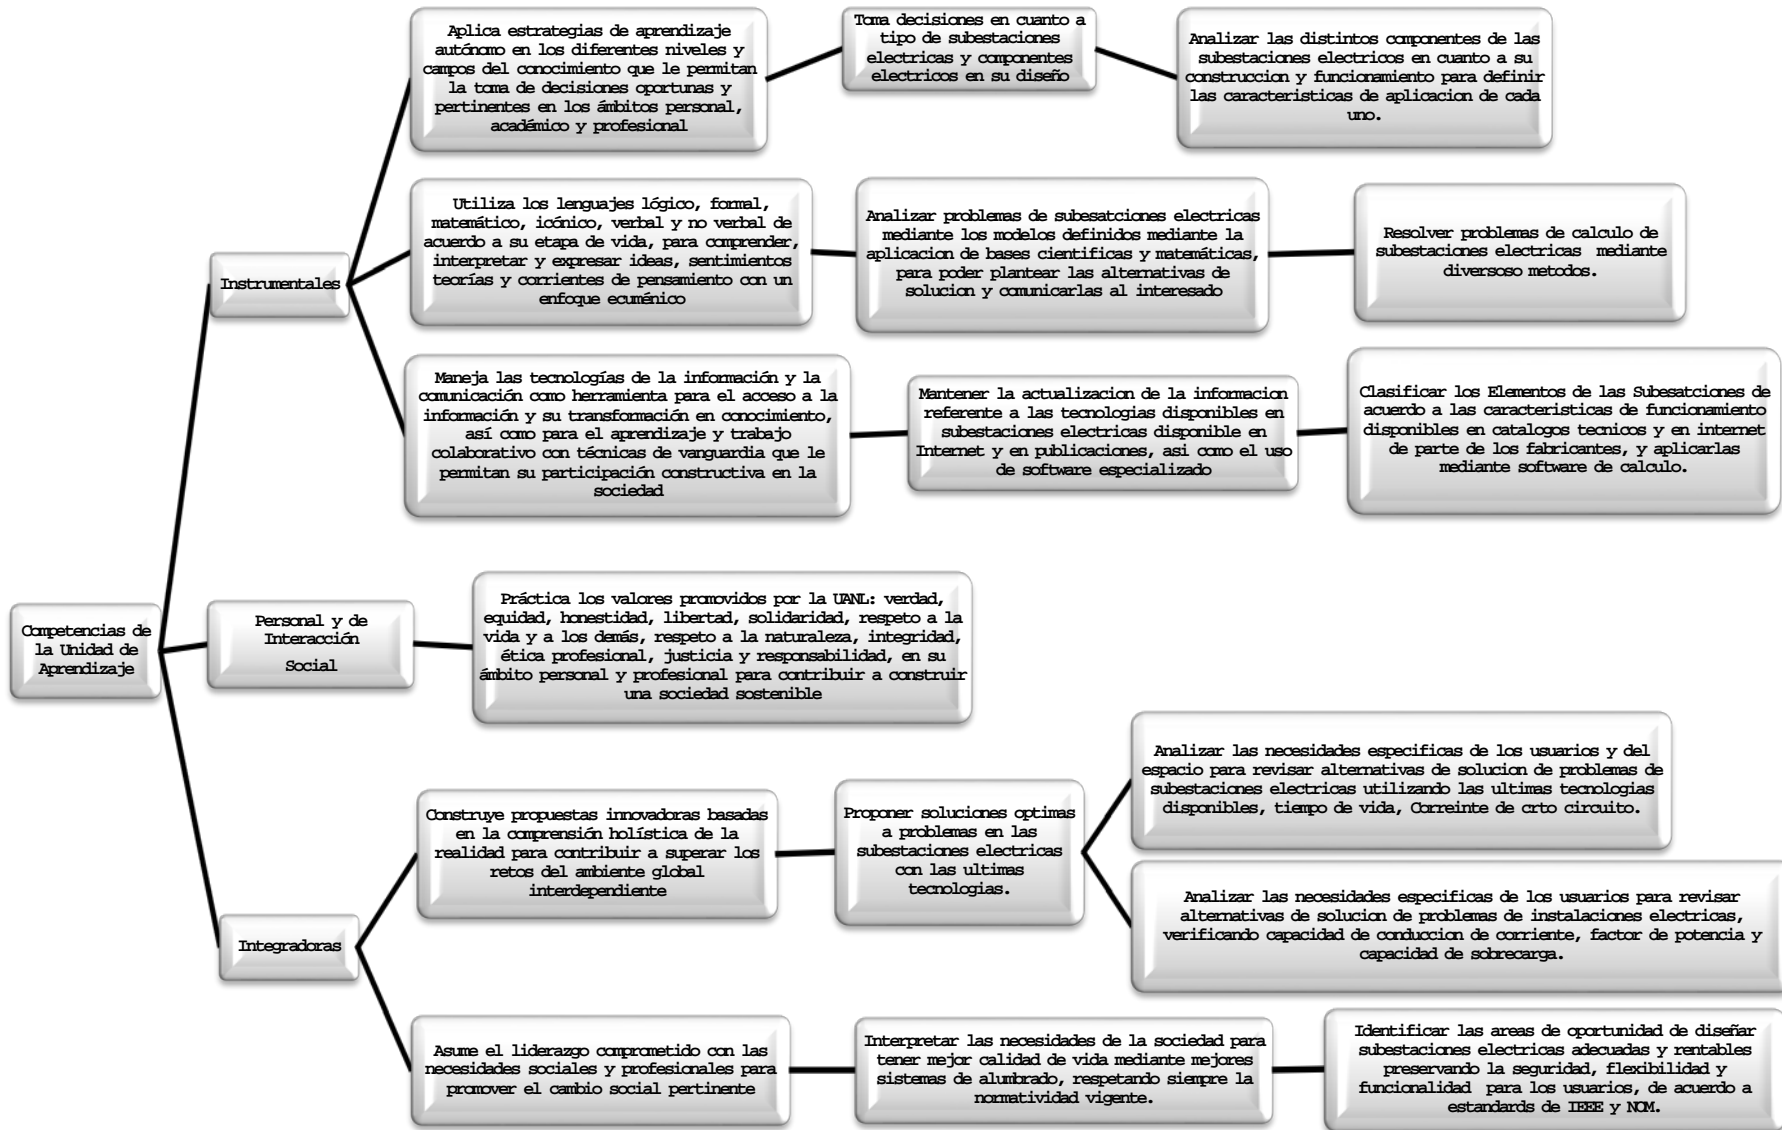 Competencias de
la Unidad de
Aprendizaje
Instrumentales
Aplica estrategias de aprendizaje
autónomo en los diferentes niveles y
campos del conocimiento que le permitan
la toma de decisiones oportunas y
pertinentes en los ámbitos personal,
académico y profesional
Toma decisiones en cuanto a
tipo de subestaciones
electricas y componentes
electricos en su diseño
Analizar las distintos componentes de las
subestaciones electricos en cuanto a su
construccion y funcionamiento para definir
las caracteristicas de aplicacion de cada
uno.
Utiliza los lenguajes lógico, formal,
matemático, icónico, verbal y no verbal de
acuerdo a su etapa de vida, para comprender,
interpretar y expresar ideas, sentimientos
teorías y corrientes de pensamiento con un
enfoque ecuménico
Analizar problemas de subesatciones electricas
mediante los modelos definidos mediante la
aplicacion de bases cientificas y matemáticas,
para poder plantear las alternativas de
solucion y comunicarlas al interesado
Resolver problemas de calculo de
subestaciones electricas mediante
diversoso metodos.
Maneja las tecnologías de la información y la
comunicación como herramienta para el acceso a la
información y su transformación en conocimiento,
así como para el aprendizaje y trabajo
colaborativo con técnicas de vanguardia que le
permitan su participación constructiva en la
sociedad
Mantener la actualizacion de la informacion
referente a las tecnologias disponibles en
subestaciones electricas disponible en
Internet y en publicaciones, asi como el uso
de software especializado
Clasificar los Elementos de las Subesatciones de
acuerdo a las caracteristicas de funcionamiento
disponibles en catalogos tecnicos y en internet
de parte de los fabricantes, y aplicarlas
mediante software de calculo.
Personal y de
Interacción
Social
Práctica los valores promovidos por la UANL: verdad,
equidad, honestidad, libertad, solidaridad, respeto a la
vida y a los demás, respeto a la naturaleza, integridad,
ética profesional, justicia y responsabilidad, en su
ámbito personal y profesional para contribuir a construir
una sociedad sostenible
Integradoras
Construye propuestas innovadoras basadas
en la comprensión holística de la
realidad para contribuir a superar los
retos del ambiente global
interdependiente
Proponer soluciones optimas
a problemas en las
subestaciones electricas
con las ultimas
tecnologias.
Analizar las necesidades especificas de los usuarios y del
espacio para revisar alternativas de solucion de problemas de
subestaciones electricas utilizando las ultimas tecnologias
disponibles, tiempo de vida, Correinte de crto circuito.
Analizar las necesidades especificas de los usuarios para revisar
alternativas de solucion de problemas de instalaciones electricas,
verificando capacidad de conduccion de corriente, factor de potencia y
capacidad de sobrecarga.
Asume el liderazgo comprometido con las
necesidades sociales y profesionales para
promover el cambio social pertinente
Interpretar las necesidades de la sociedad para
tener mejor calidad de vida mediante mejores
sistemas de alumbrado, respetando siempre la
normatividad vigente.
Identificar las areas de oportunidad de diseñar
subestaciones electricas adecuadas y rentables
preservando la seguridad, flexibilidad y
funcionalidad para los usuarios, de acuerdo a
estandards de IEEE y NOM.